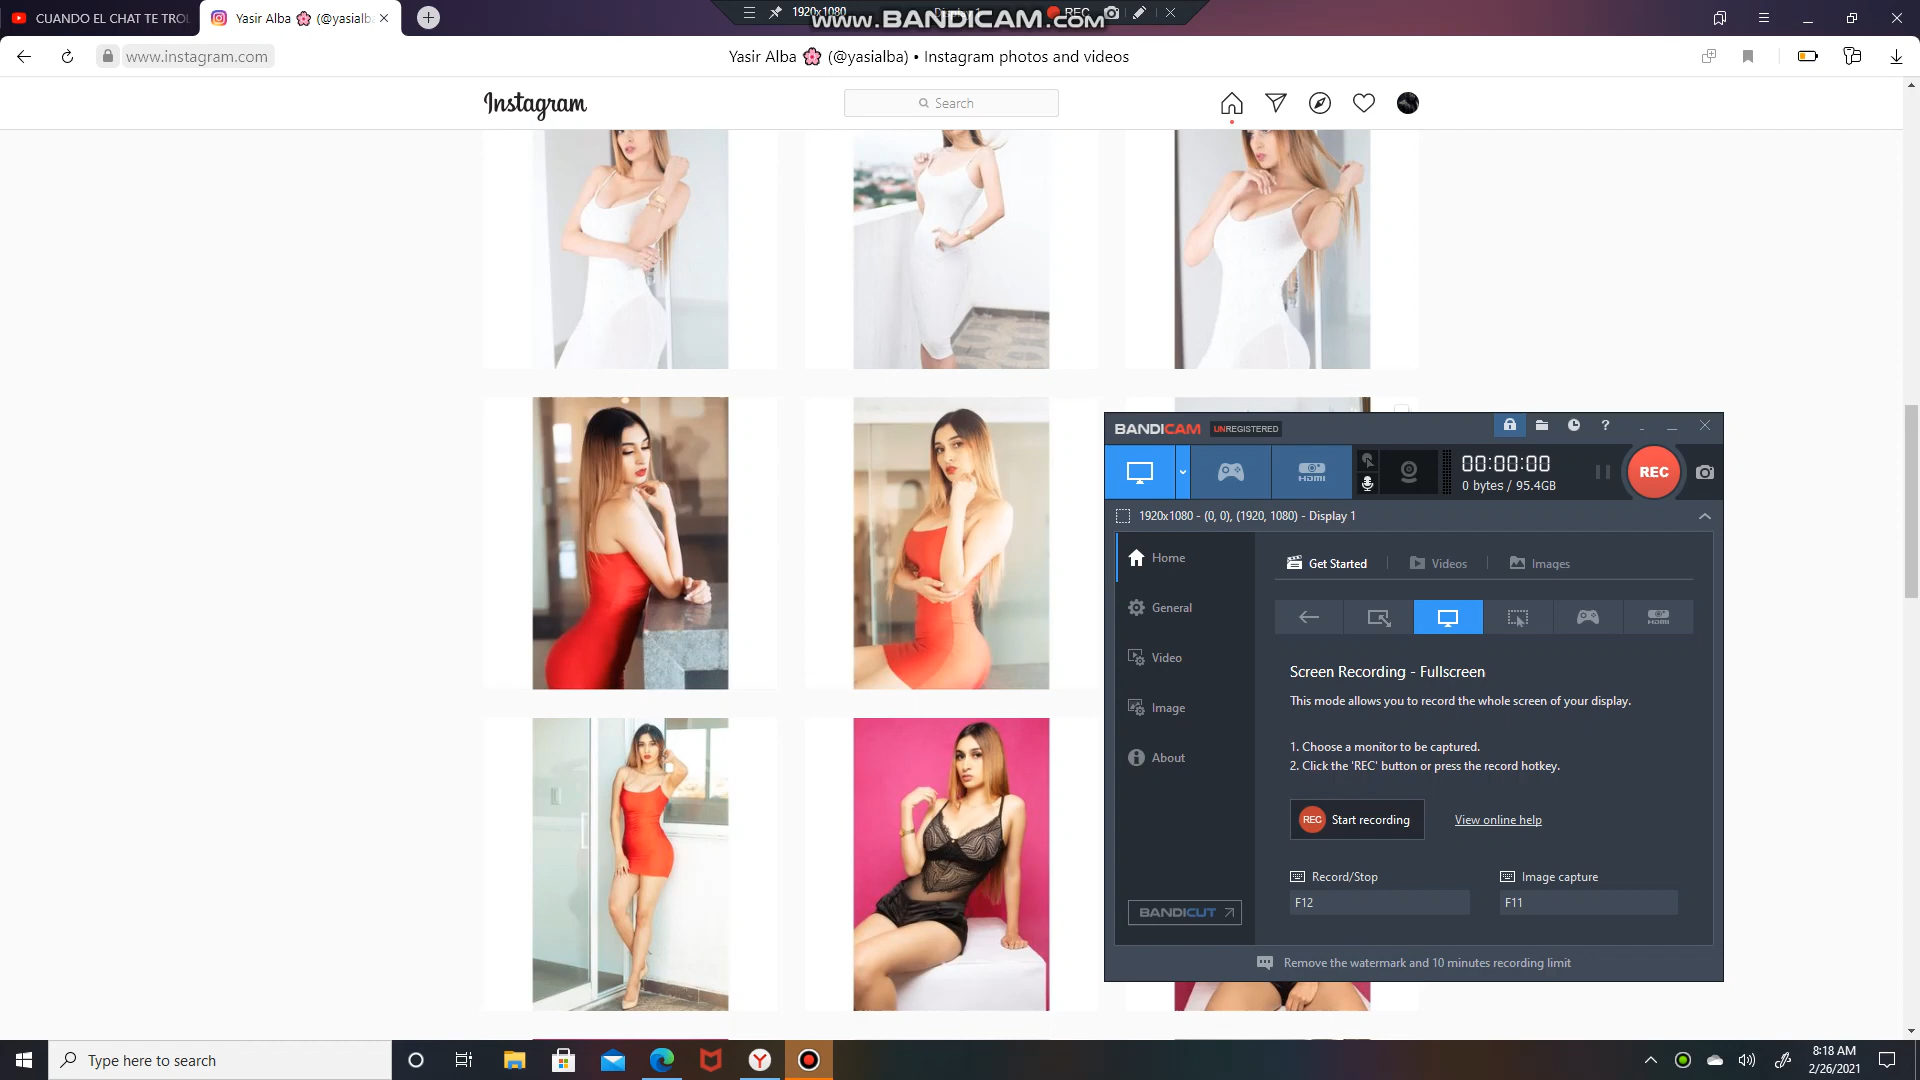 CUANDO EL CHAT TE TROL
Yasir Alba 🌸 (@yasialba
1920x1080
REC
www.BANDICAM.com
www.instagram.com
Yasir Alba 🌸 (@yasialba) • Instagram photos and videos
Instagram
Search
BANDICAM
UNREGISTERED
HDMI
00:00:00
0 bytes / 95.4GB
REC
1920x1080 - (0, 0), (1920, 1080) - Display 1
Home
Get Started
Videos
Images
General
HDMI
Video
Screen Recording - Fullscreen
This mode allows you to record the whole screen of your display.
Image
1. Choose a monitor to be captured.
About
2. Click the 'REC' button or press the record hotkey.
REC Start recording
View online help
Record/Stop
Image capture
F12
F11
BANDICUT
Remove the watermark and 10 minutes recording limit
Type here to search
8:18 AM
2/26/2021